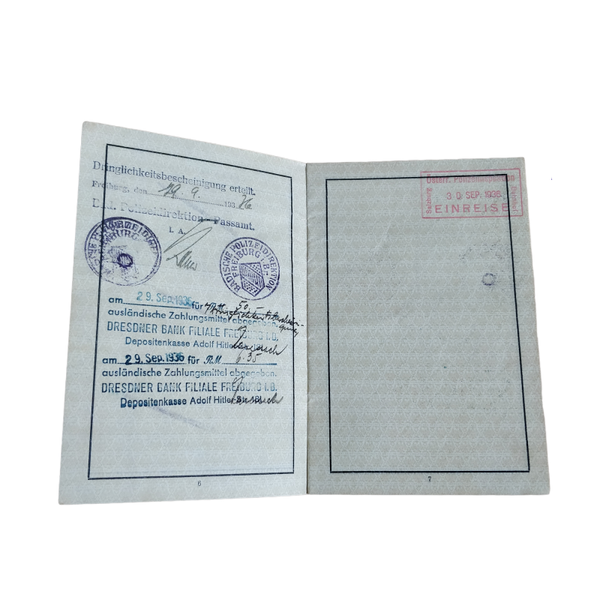 Dringlichkeitsbescheinigung erteilt.
Freiburg, den 29. 9. 1936
Bad. Polizeidirektion - Passamt.
I. A.
BADISCHE POLIZEIDIREKTION
FREIBURG i. B.
am 29. Sep. 1936 für 50.
ausländische Zahlungsmittel abgegeben.
DRESDNER BANK FILIALE FREIBURG I.B.
Depositenkasse Adolf Hitler
am 29. Sep. 1936 für RM 6.35
ausländische Zahlungsmittel abgegeben.
DRESDNER BANK FILIALE FREIBURG I.B.
Depositenkasse Adolf Hitler
6
30. SEP. 1936
EINREISE
7